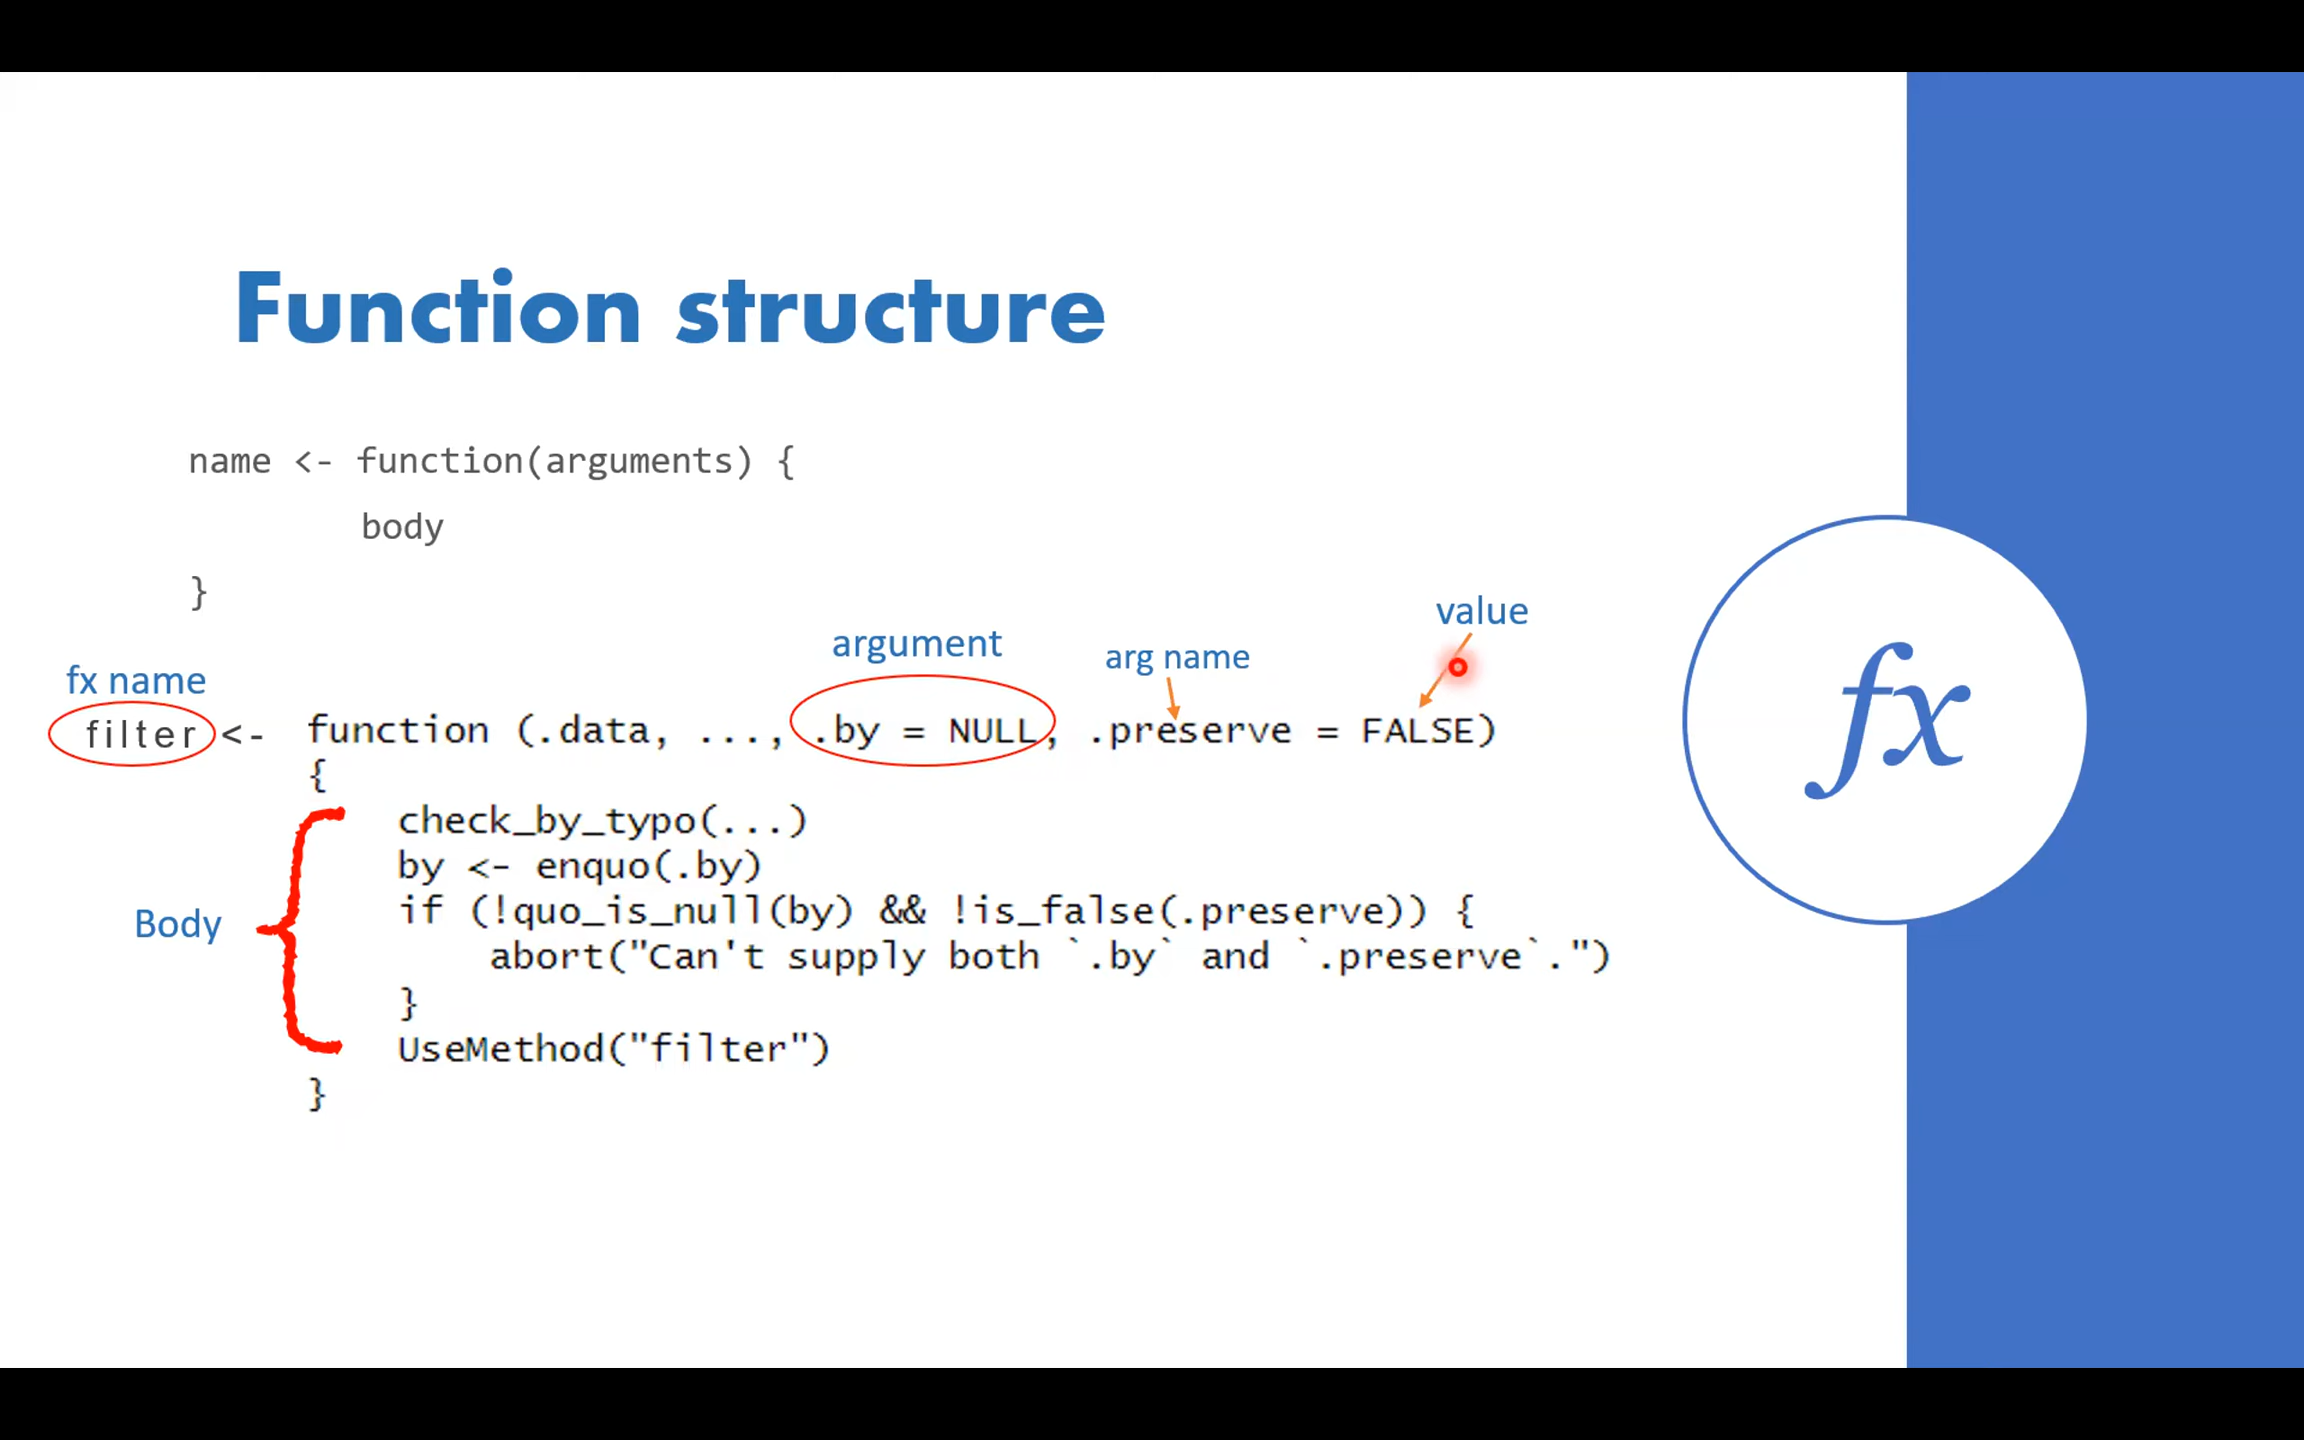 Function structure
name <- function(arguments) {
body
}
value
argument
arg name
fx name
filter <- function (.data, ..., .by = NULL, .preserve = FALSE)
{
check_by_typo(...)
by <- enquo(.by)
if (!quo_is_null(by) && !is_false(.preserve)) {
abort("Can't supply both `.by` and `.preserve`.")
}
UseMethod("filter")
}
Body
fx